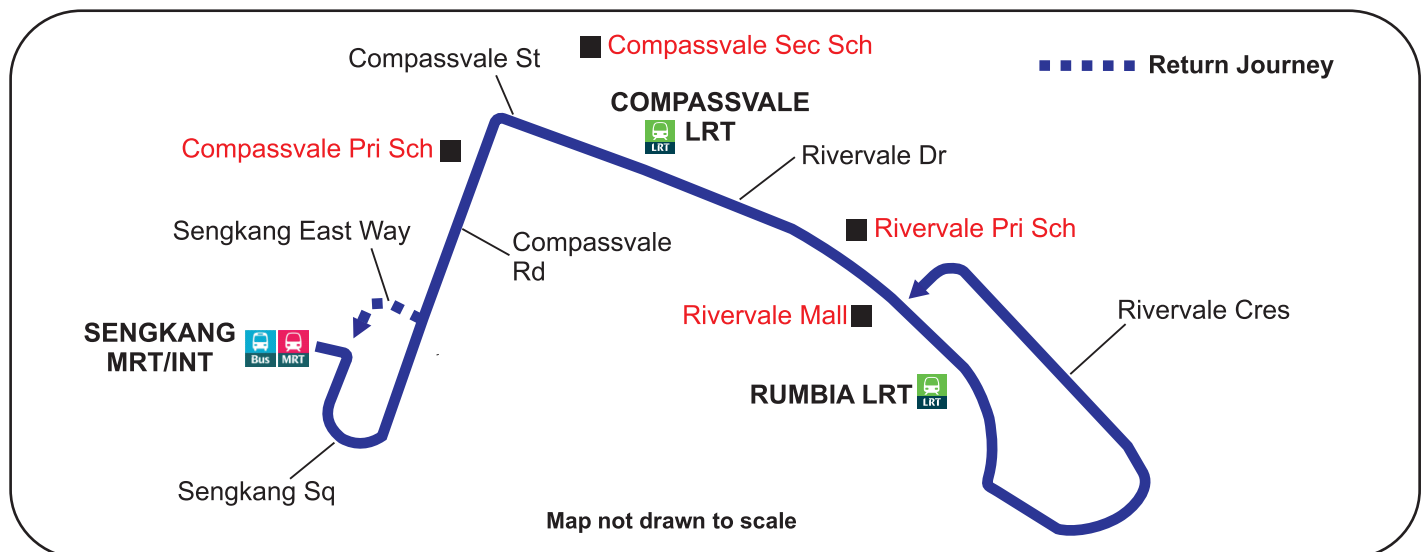 Compassvale St
Compassvale Sec Sch
Return Journey
COMPASSVALE
LRT
LRT
Compassvale Pri Sch
Rivervale Dr
Sengkang East Way
Compassvale
Rd
Rivervale Pri Sch
Rivervale Mall
Rivervale Cres
SENGKANG
MRT/INT
Bus
MRT
RUMBIA LRT
LRT
Sengkang Sq
Map not drawn to scale